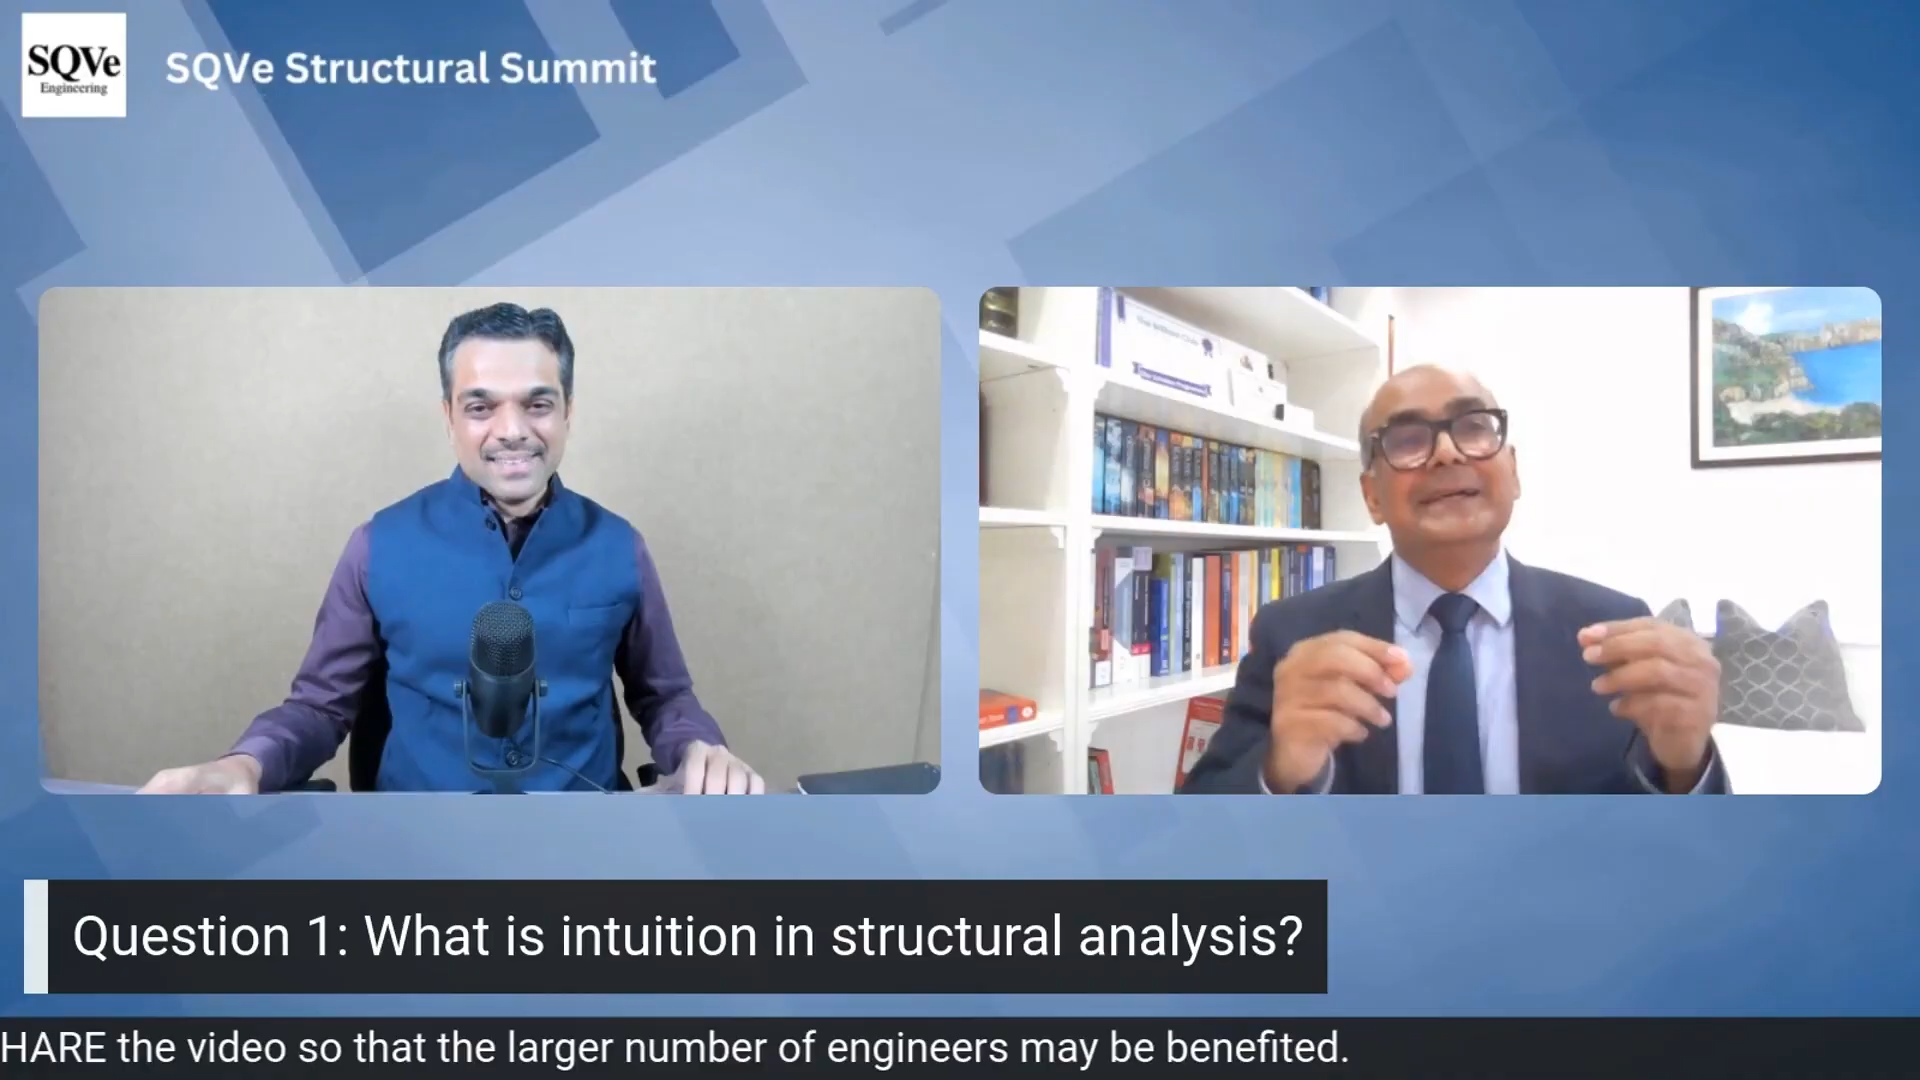 SQVe
Engineering
SQVe Structural Summit
Question 1: What is intuition in structural analysis?
HARE the video so that the larger number of engineers may be benefited.